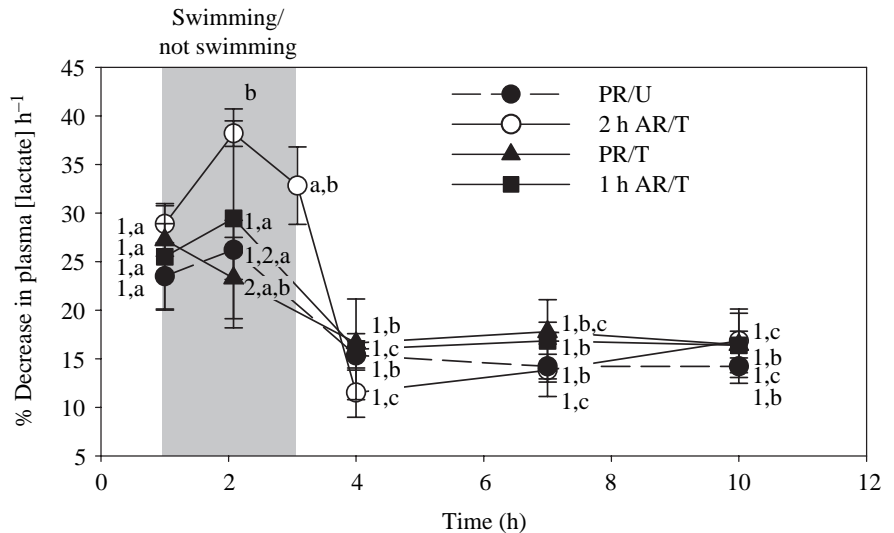 Swimming/
not swimming
45
40
35
30
25
20
15
10
5
% Decrease in plasma [lactate] h⁻¹
PR/U
2 h AR/T
PR/T
1 h AR/T
b
a,b
1,a
1,a
1,a
1,a
1,a
1,2,a
2,a,b
1,b
1,c
1,b
1,c
1,b,c
1,b
1,b
1,c
1,c
1,b
1,c
1,b
0
2
4
6
8
10
12
Time (h)